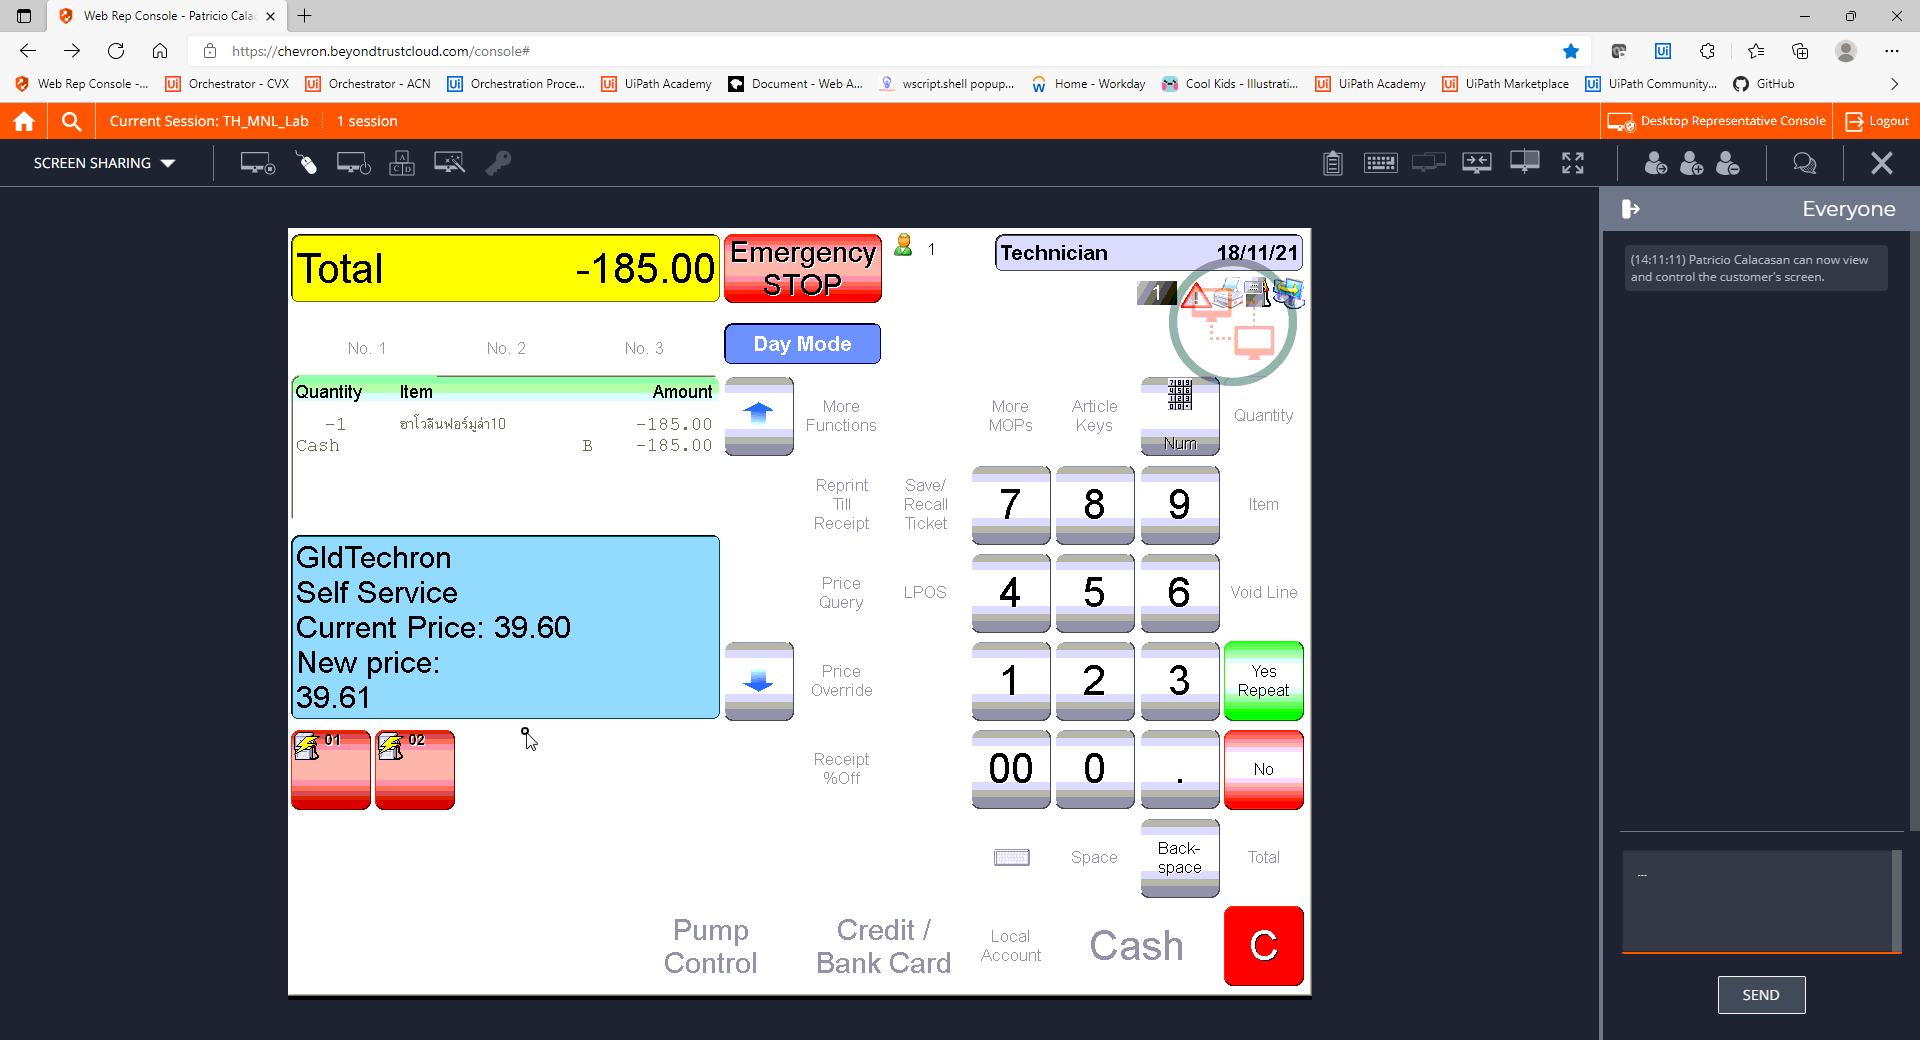 Web Rep Console - Patricio Cala
https://chevron.beyondtrustcloud.com/console#
Web Rep Console -...
Orchestrator - CVX
Orchestrator - ACN
Orchestration Proce...
UiPath Academy
Document - Web A...
wscript.shell popup...
Home - Workday
Cool Kids - Illustrati...
UiPath Academy
UiPath Marketplace
UiPath Community...
GitHub
Current Session: TH_MNL_Lab
1 session
Desktop Representative Console
Logout
SCREEN SHARING
Everyone
(14:11:11) Patricio Calacasan can now view
and control the customer's screen.
Total -185.00
Emergency
STOP
1
Technician 18/11/21
1
No. 1 No. 2 No. 3
Day Mode
Quantity Item Amount
-1 ฮาโวลีนฟอร์มูล่า10 -185.00
Cash B -185.00
More
Functions
More
MOPs
Article
Keys
Num
Quantity
Reprint
Till
Receipt
Save/
Recall
Ticket
7 8 9
Item
GldTechron
Self Service
Current Price: 39.60
New price:
39.61
Price
Query
LPOS
4 5 6
Void Line
Price
Override
1 2 3
Yes
Repeat
01 02
Receipt
%Off
00 0 .
No
Space
Back-
space
Total
Pump
Control
Credit /
Bank Card
Local
Account
Cash
C
...
SEND